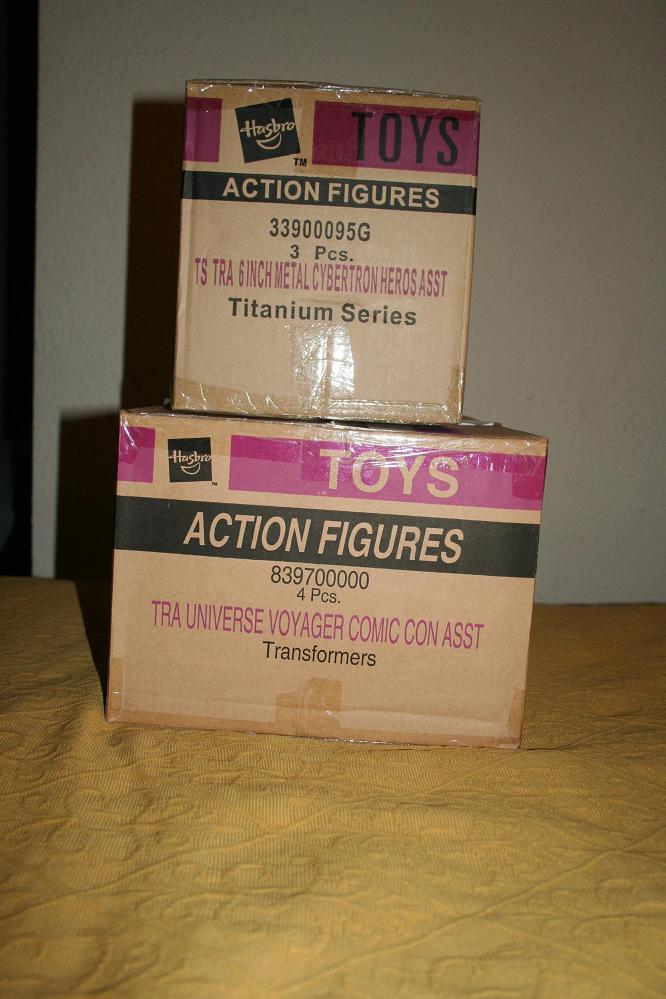 Hasbro
TM
TOYS
ACTION FIGURES
33900095G
3 Pcs.
TS TRA 6 INCH METAL CYBERTRON HEROS ASST
Titanium Series
Hasbro
TM
TOYS
ACTION FIGURES
839700000
4 Pcs.
TRA UNIVERSE VOYAGER COMIC CON ASST
Transformers